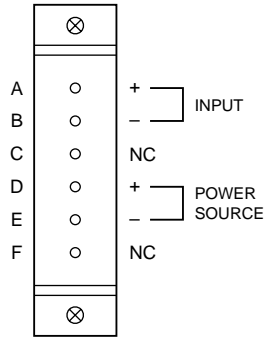 A +
INPUT
B –
C NC
D +
POWER
SOURCE
E –
F NC